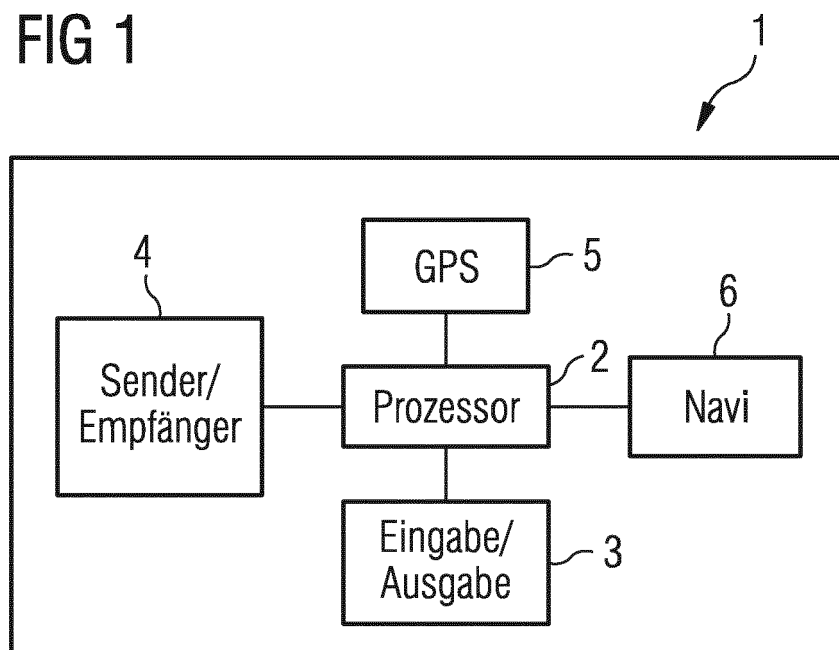 FIG 1
1
4
GPS
5
6
Sender/
Empfänger
2
Prozessor
Navi
Eingabe/
Ausgabe
3